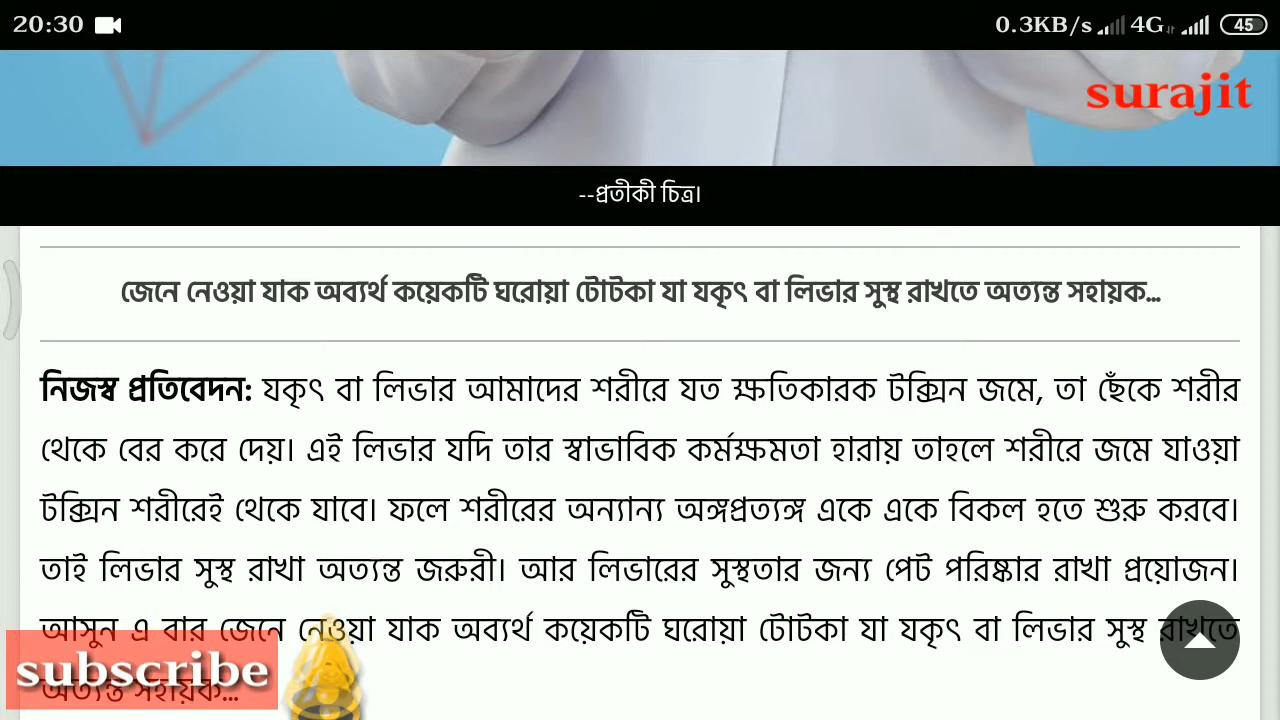 20:30 0.3KB/s 4G 45
surajit
--প্রতীকী চিত্র।
জেনে নেওয়া যাক অব্যর্থ কয়েকটি ঘরোয়া টোটকা যা যকৃৎ বা লিভার সুস্থ রাখতে অত্যন্ত সহায়ক...
নিজস্ব প্রতিবেদন: যকৃৎ বা লিভার আমাদের শরীরে যত ক্ষতিকারক টক্সিন জমে, তা ছেঁকে শরীর
থেকে বের করে দেয়। এই লিভার যদি তার স্বাভাবিক কর্মক্ষমতা হারায় তাহলে শরীরে জমে যাওয়া
টক্সিন শরীরেই থেকে যাবে। ফলে শরীরের অন্যান্য অঙ্গপ্রত্যঙ্গ একে একে বিকল হতে শুরু করবে।
তাই লিভার সুস্থ রাখা অত্যন্ত জরুরী। আর লিভারের সুস্থতার জন্য পেট পরিষ্কার রাখা প্রয়োজন।
আসুন এ বার জেনে নেওয়া যাক অব্যর্থ কয়েকটি ঘরোয়া টোটকা যা যকৃৎ বা লিভার সুস্থ রাখতে
অত্যন্ত সহায়ক...
subscribe